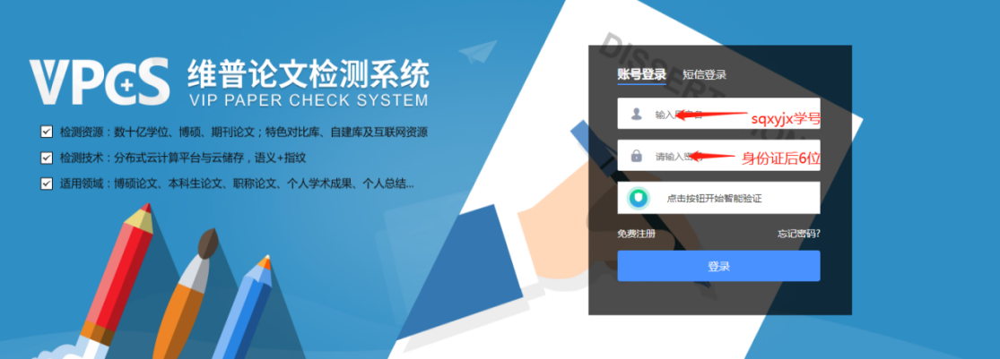 VPCS 维普论文检测系统
VIP PAPER CHECK SYSTEM
检测资源：数十亿学位、博硕、期刊论文；特色对比库、自建库及互联网资源
检测技术：分布式云计算平台与云储存，语义+指纹
适用领域：博硕论文、本科生论文、职称论文、个人学术成果、个人总结...
DISSERTATION
账号登录 短信登录
输入用户名 sqxyjx学号
请输入密码 身份证后6位
点击按钮开始智能验证
免费注册 忘记密码?
登录